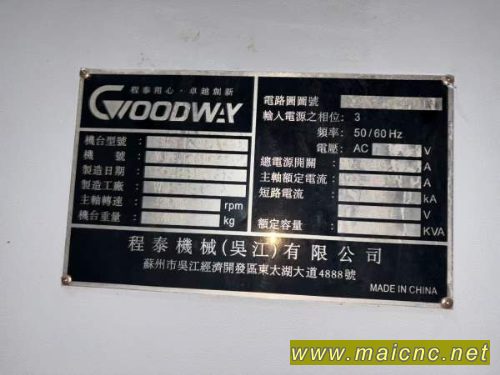 程泰用心·卓越創新
GOODWAY
機台型號:
機 號:
製造日期:
製造工廠:
主軸轉速: rpm
機台重量: kg
電路圖圖號
輸入電源之相位: 3
頻率: 50/60 Hz
電壓: AC V
總電源開關: A
主軸額定電流: A
短路電流: kA
V
額定容量: KVA
程泰機械(吳江)有限公司
蘇州市吳江經濟開發區東太湖大道4888號
MADE IN CHINA
www.maicnc.net